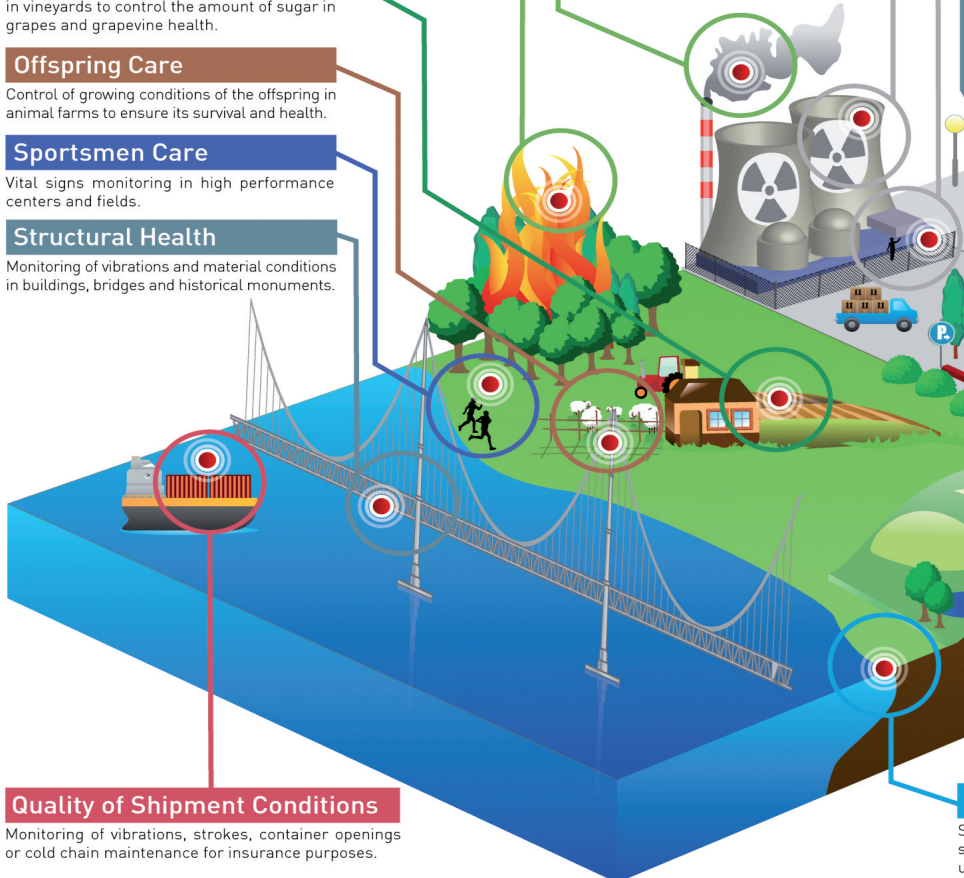 in vineyards to control the amount of sugar in
grapes and grapevine health.
Offspring Care
Control of growing conditions of the offspring in
animal farms to ensure its survival and health.
Sportsmen Care
Vital signs monitoring in high performance
centers and fields.
Structural Health
Monitoring of vibrations and material conditions
in buildings, bridges and historical monuments.
P
Quality of Shipment Conditions
Monitoring of vibrations, strokes, container openings
or cold chain maintenance for insurance purposes.